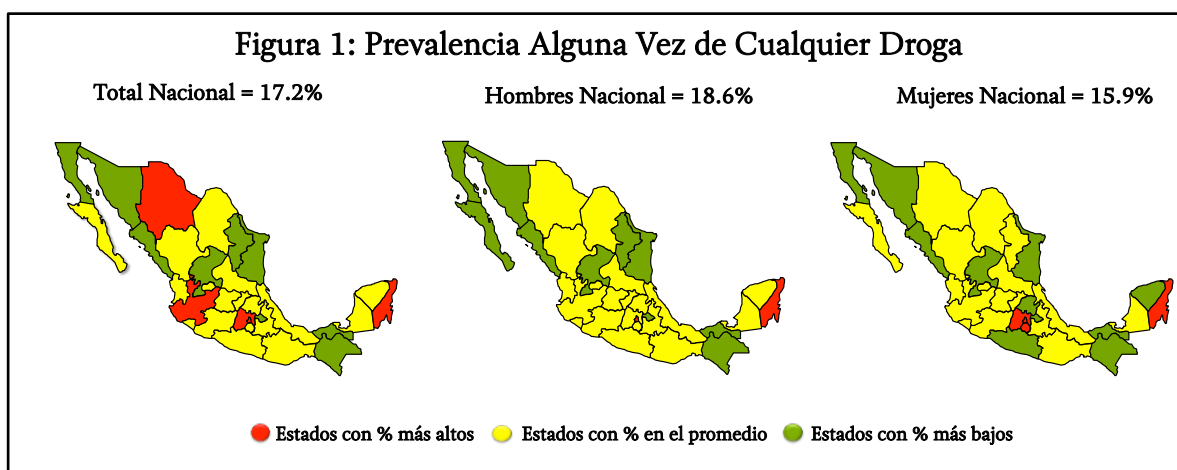 Figura 1: Prevalencia Alguna Vez de Cualquier Droga
Total Nacional = 17.2%
Hombres Nacional = 18.6%
Mujeres Nacional = 15.9%
Estados con % más altos
Estados con % en el promedio
Estados con % más bajos